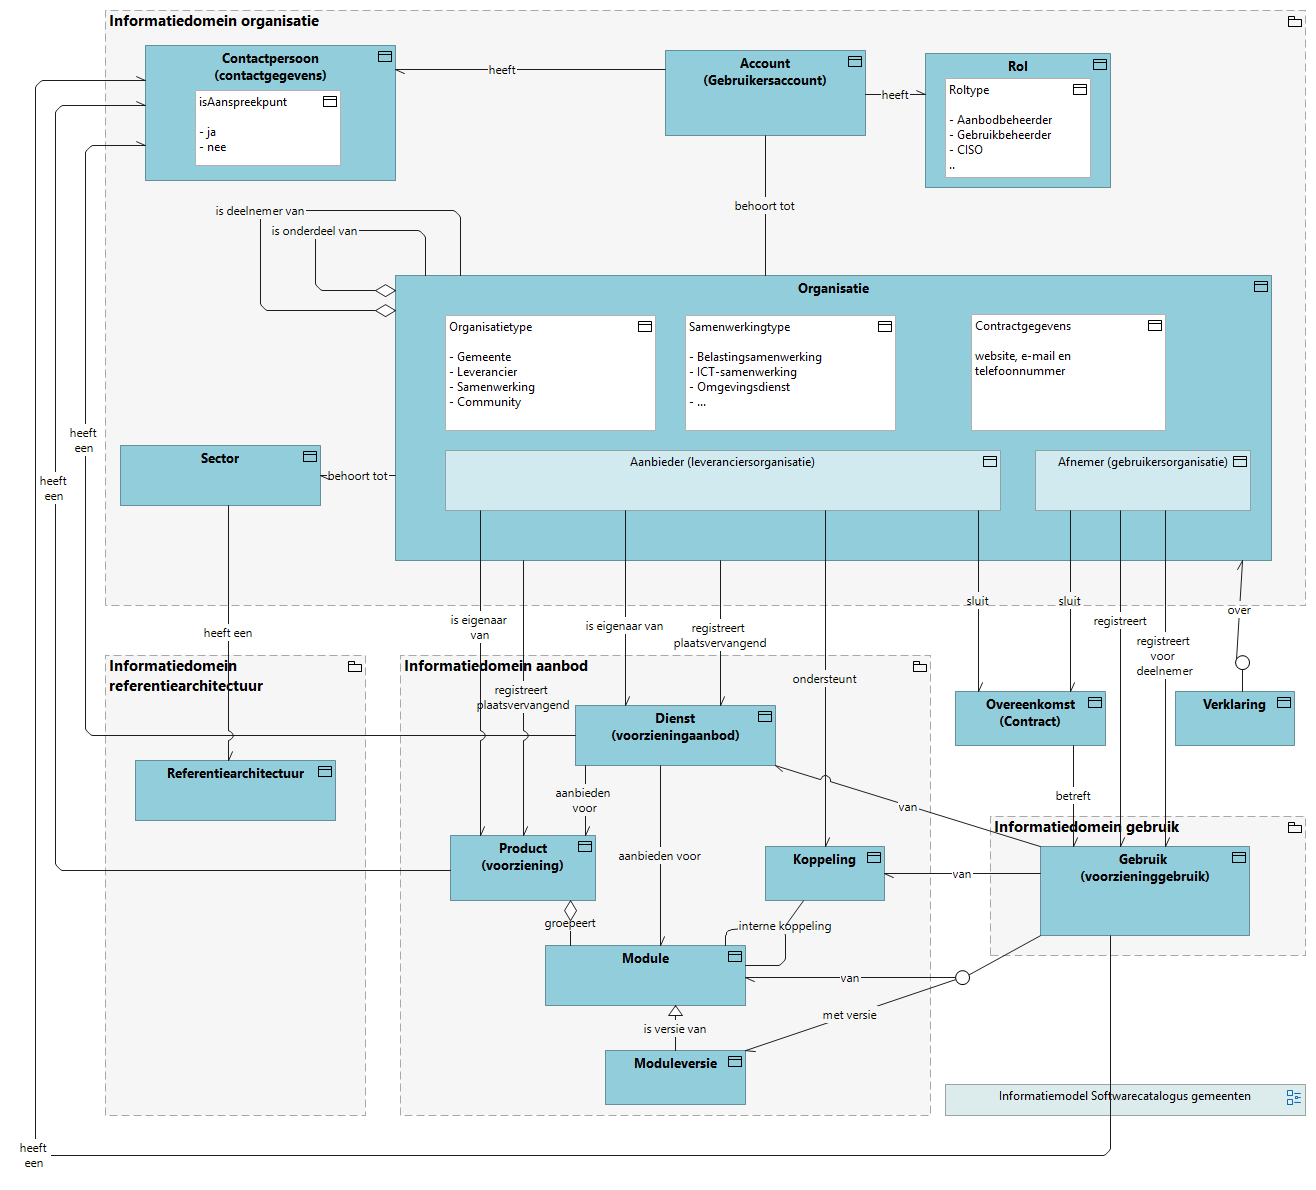 Informatiedomein organisatie
Contactpersoon
(contactgegevens)
isAanspreekpunt
- ja
- nee
heeft
Account
(Gebruikersaccount)
heeft
Rol
Roltype
- Aanbodbeheerder
- Gebruikbeheerder
- CISO
..
behoort tot
is deelnemer van
is onderdeel van
Organisatie
Organisatietype
- Gemeente
- Leverancier
- Samenwerking
- Community
Samenwerkingtype
- Belastingsamenwerking
- ICT-samenwerking
- Omgevingsdienst
- ...
Contractgegevens
website, e-mail en
telefoonnummer
heeft
een
heeft
een
Sector
behoort tot
Aanbieder (leveranciersorganisatie)
Afnemer (gebruikersorganisatie)
heeft een
is eigenaar
van
is eigenaar van
registreert
plaatsvervangend
sluit
sluit
registreert
registreert
voor
deelnemer
over
Informatiedomein
referentiearchitectuur
Informatiedomein aanbod
registreert
plaatsvervangend
ondersteunt
Dienst
(voorzieningaanbod)
Overeenkomst
(Contract)
Verklaring
Referentiearchitectuur
aanbieden
voor
van
betreft
Informatiedomein gebruik
Product
(voorziening)
aanbieden voor
Koppeling
van
Gebruik
(voorzieninggebruik)
groepeert
interne koppeling
Module
van
is versie van
met versie
Moduleversie
Informatiemodel Softwarecatalogus gemeenten
heeft
een